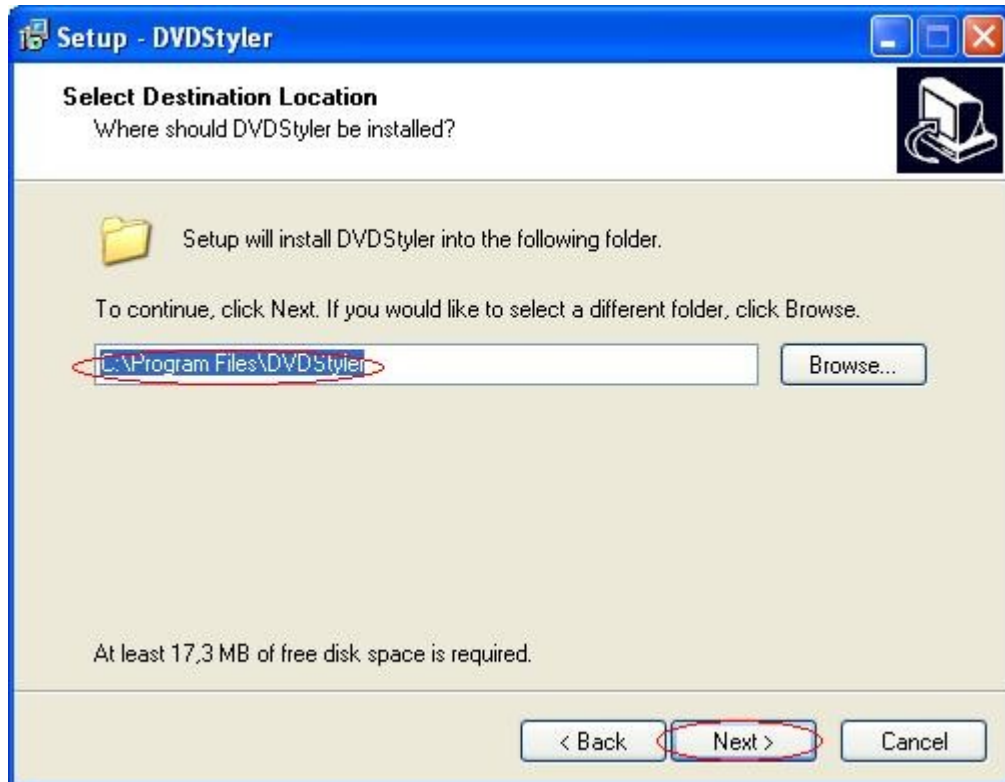 Setup - DVDStyler
Select Destination Location
Where should DVDStyler be installed?
Setup will install DVDStyler into the following folder.
To continue, click Next. If you would like to select a different folder, click Browse.
C:\Program Files\DVDStyler
Browse...
At least 17,3 MB of free disk space is required.
< Back
Next >
Cancel